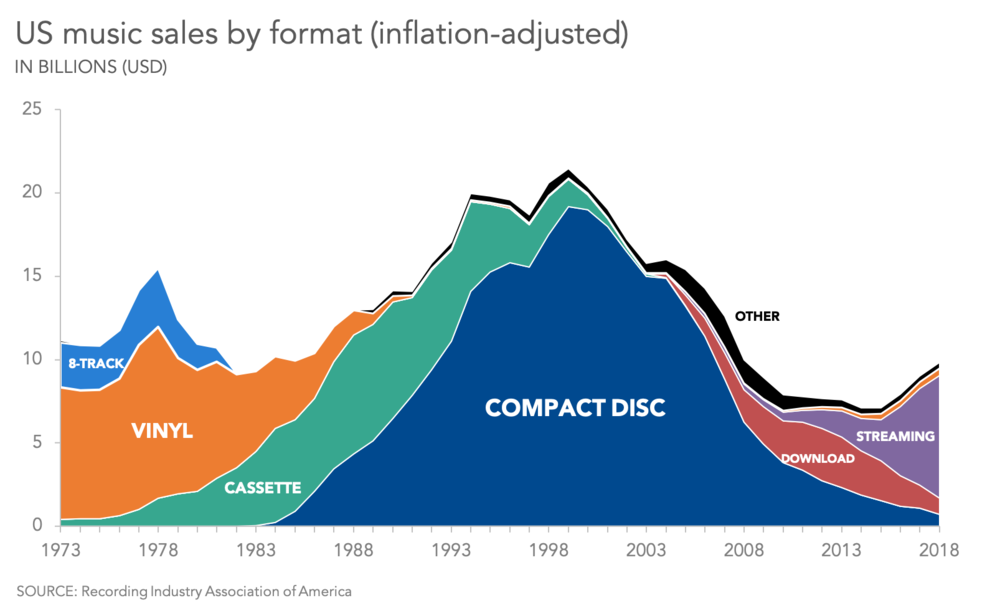 US music sales by format (inflation-adjusted)
IN BILLIONS (USD)
25
20
15
10
5
0
8-TRACK
VINYL
CASSETTE
COMPACT DISC
OTHER
STREAMING
DOWNLOAD
1973 1978 1983 1988 1993 1998 2003 2008 2013 2018
SOURCE: Recording Industry Association of America